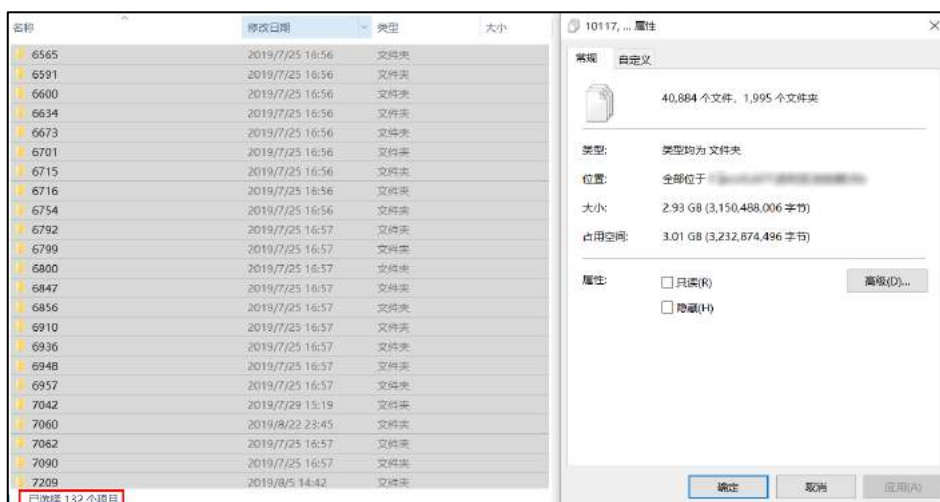 名称 修改日期 类型 大小
6565 2019/7/25 16:56 文件夹
6591 2019/7/25 16:56 文件夹
6600 2019/7/25 16:56 文件夹
6634 2019/7/25 16:56 文件夹
6673 2019/7/25 16:56 文件夹
6701 2019/7/25 16:56 文件夹
6715 2019/7/25 16:56 文件夹
6716 2019/7/25 16:56 文件夹
6754 2019/7/25 16:56 文件夹
6792 2019/7/25 16:57 文件夹
6799 2019/7/25 16:57 文件夹
6800 2019/7/25 16:57 文件夹
6847 2019/7/25 16:57 文件夹
6856 2019/7/25 16:57 文件夹
6910 2019/7/25 16:57 文件夹
6936 2019/7/25 16:57 文件夹
6948 2019/7/25 16:57 文件夹
6957 2019/7/25 16:57 文件夹
7042 2019/7/29 15:19 文件夹
7060 2019/8/22 23:45 文件夹
7062 2019/7/25 16:57 文件夹
7090 2019/7/25 16:57 文件夹
7209 2019/8/5 14:42 文件夹
已选择 132 个项目
10117, ... 属性
常规 自定义
40,884 个文件, 1,995 个文件夹
类型: 类型均为 文件夹
位置: 全部位于
大小: 2.93 GB (3,150,488,006 字节)
占用空间: 3.01 GB (3,232,874,496 字节)
属性: 只读(R) 高级(D)...
隐藏(H)
确定 取消 应用(A)